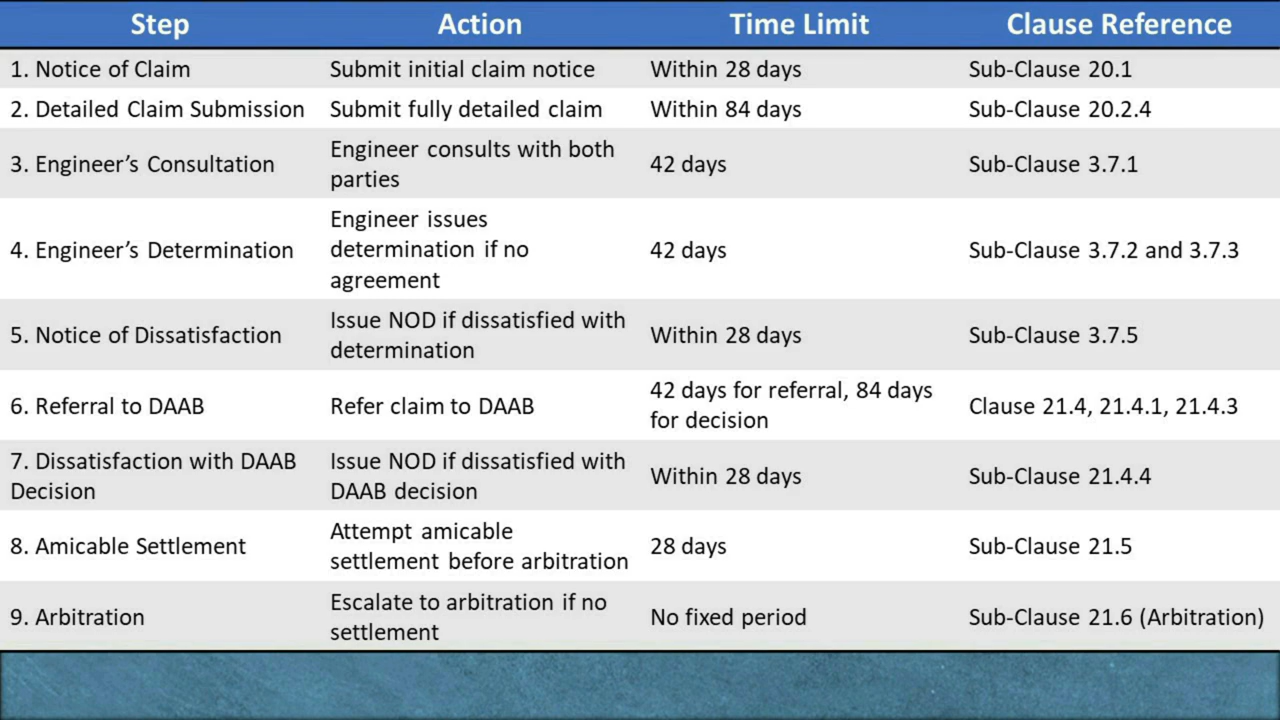 Step Action Time Limit Clause Reference
1. Notice of Claim Submit initial claim notice Within 28 days Sub-Clause 20.1
2. Detailed Claim Submission Submit fully detailed claim Within 84 days Sub-Clause 20.2.4
3. Engineer’s Consultation Engineer consults with both
parties 42 days Sub-Clause 3.7.1
4. Engineer’s Determination Engineer issues
determination if no
agreement 42 days Sub-Clause 3.7.2 and 3.7.3
5. Notice of Dissatisfaction Issue NOD if dissatisfied with
determination Within 28 days Sub-Clause 3.7.5
6. Referral to DAAB Refer claim to DAAB 42 days for referral, 84 days
for decision Clause 21.4, 21.4.1, 21.4.3
7. Dissatisfaction with DAAB
Decision Issue NOD if dissatisfied with
DAAB decision Within 28 days Sub-Clause 21.4.4
8. Amicable Settlement Attempt amicable
settlement before arbitration 28 days Sub-Clause 21.5
9. Arbitration Escalate to arbitration if no
settlement No fixed period Sub-Clause 21.6 (Arbitration)